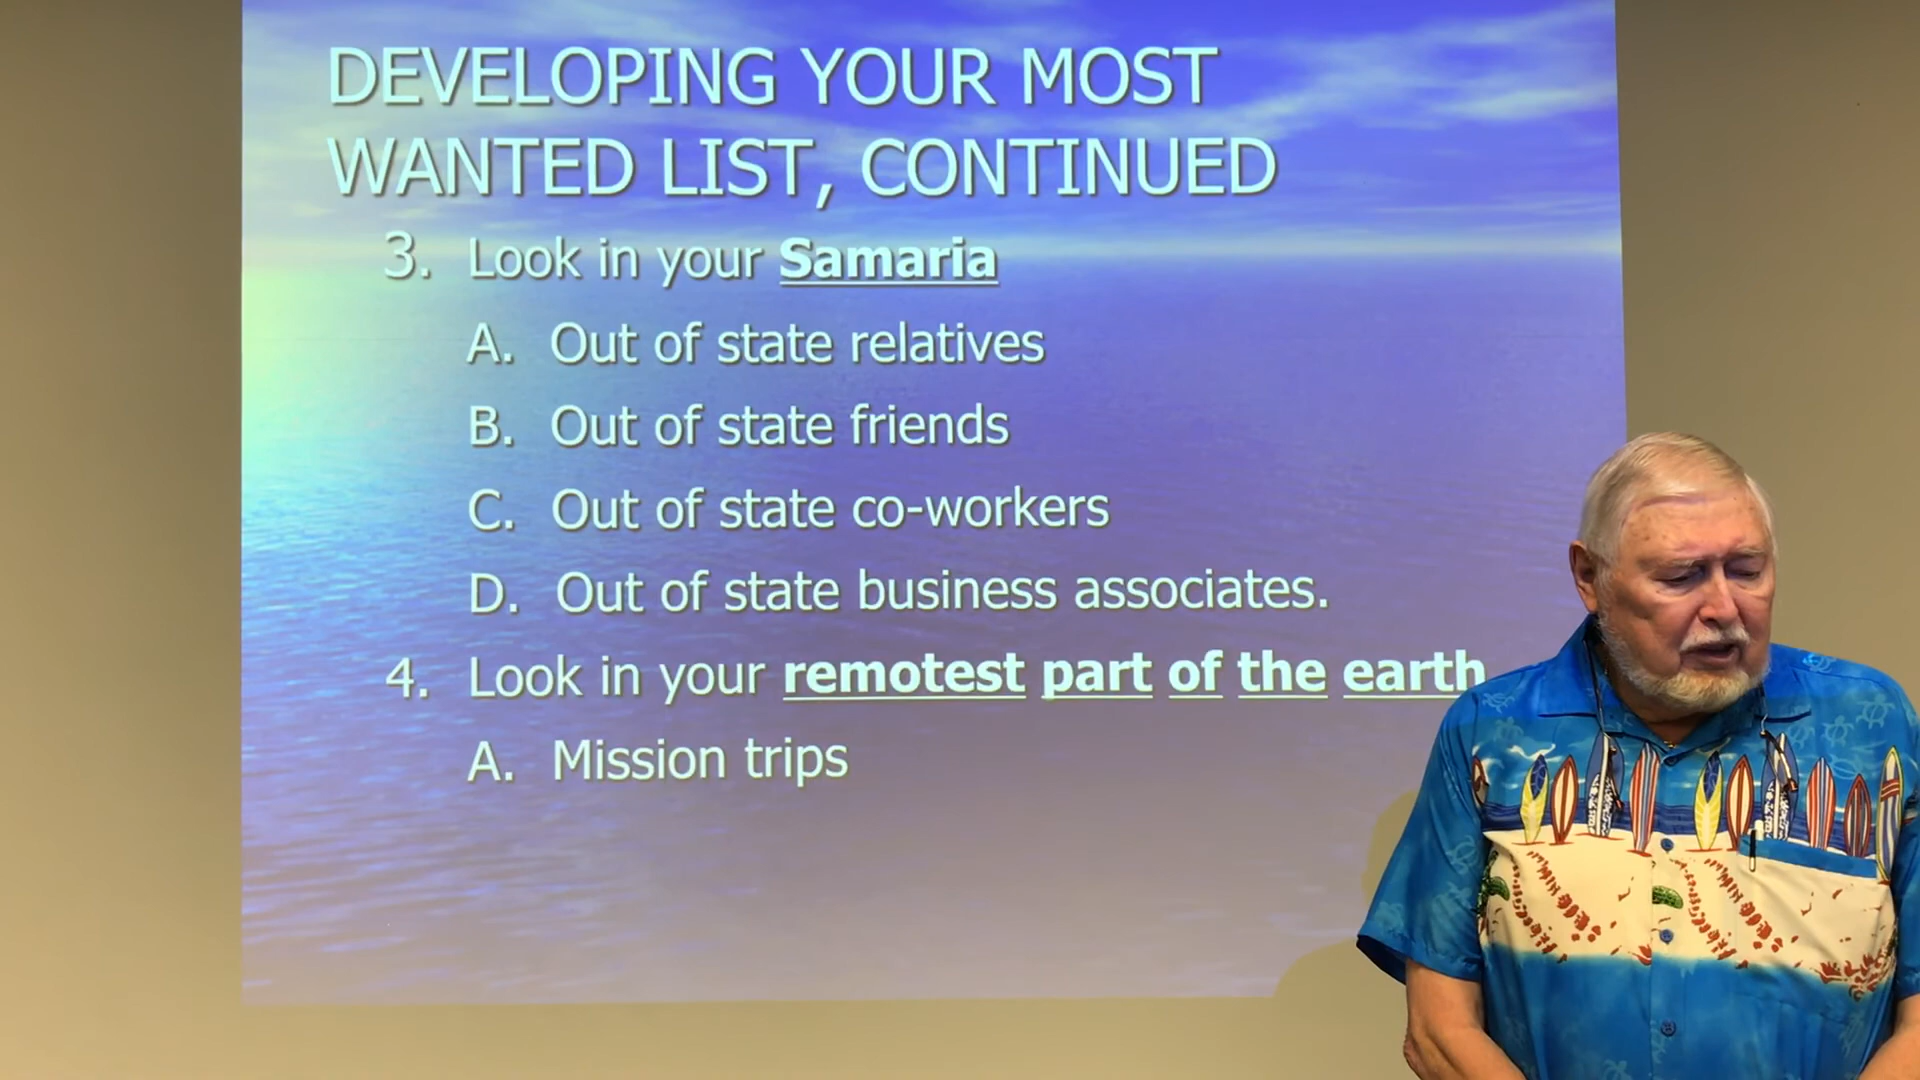 DEVELOPING YOUR MOST
WANTED LIST, CONTINUED
3. Look in your Samaria
A. Out of state relatives
B. Out of state friends
C. Out of state co-workers
D. Out of state business associates.
4. Look in your remotest part of the earth
A. Mission trips